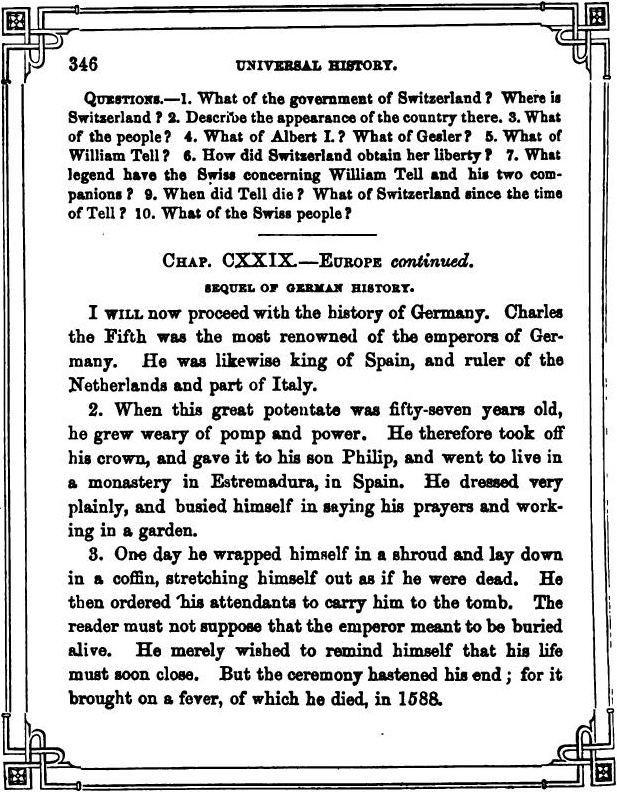 346 UNIVERSAL HISTORY.
QUESTIONS.—1. What of the government of Switzerland? Where is
Switzerland? 2. Describe the appearance of the country there. 3. What
of the people? 4. What of Albert I.? What of Gesler? 5. What of
William Tell? 6. How did Switzerland obtain her liberty? 7. What
legend have the Swiss concerning William Tell and his two com-
panions? 9. When did Tell die? What of Switzerland since the time
of Tell? 10. What of the Swiss people?
CHAP. CXXIX.—EUROPE continued.
SEQUEL OF GERMAN HISTORY.
I WILL now proceed with the history of Germany. Charles
the Fifth was the most renowned of the emperors of Ger-
many. He was likewise king of Spain, and ruler of the
Netherlands and part of Italy.
2. When this great potentate was fifty-seven years old,
he grew weary of pomp and power. He therefore took off
his crown, and gave it to his son Philip, and went to live in
a monastery in Estremadura, in Spain. He dressed very
plainly, and busied himself in saying his prayers and work-
ing in a garden.
3. One day he wrapped himself in a shroud and lay down
in a coffin, stretching himself out as if he were dead. He
then ordered his attendants to carry him to the tomb. The
reader must not suppose that the emperor meant to be buried
alive. He merely wished to remind himself that his life
must soon close. But the ceremony hastened his end; for it
brought on a fever, of which he died, in 1588.